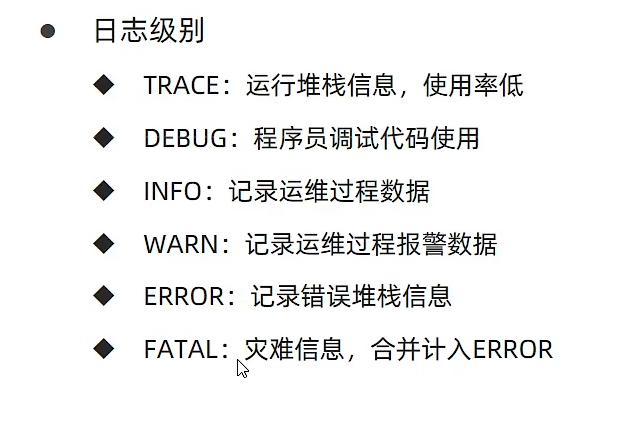 日志级别
TRACE：运行堆栈信息，使用率低
DEBUG：程序员调试代码使用
INFO：记录运维过程数据
WARN：记录运维过程报警数据
ERROR：记录错误堆栈信息
FATAL：灾难信息，合并计入ERROR